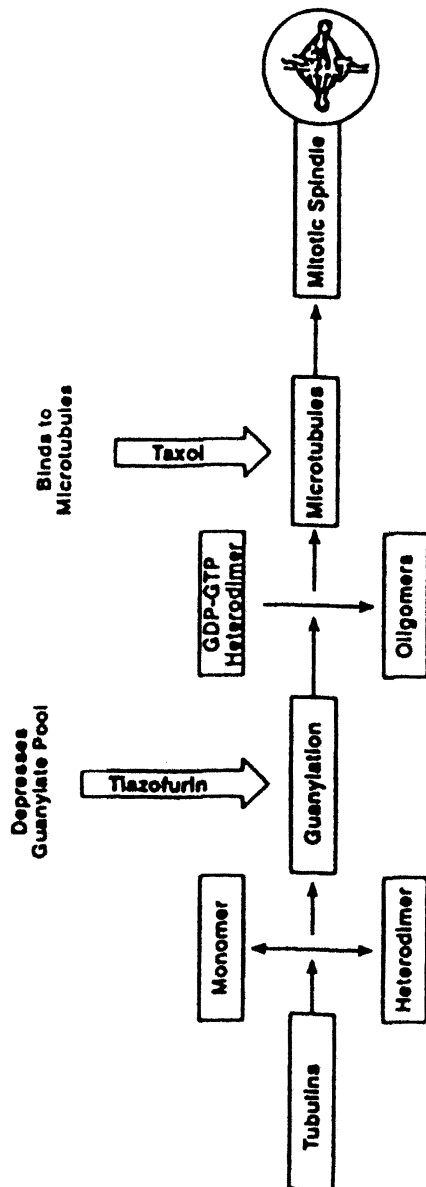 Depresses
Guanylate Pool
Binds to
Microtubules
Tiazofurin
Taxol
Monomer
GDP-GTP
Heterodimer
Tubulins
Guanylation
Microtubules
Mitotic Spindle
Heterodimer
Oligomers